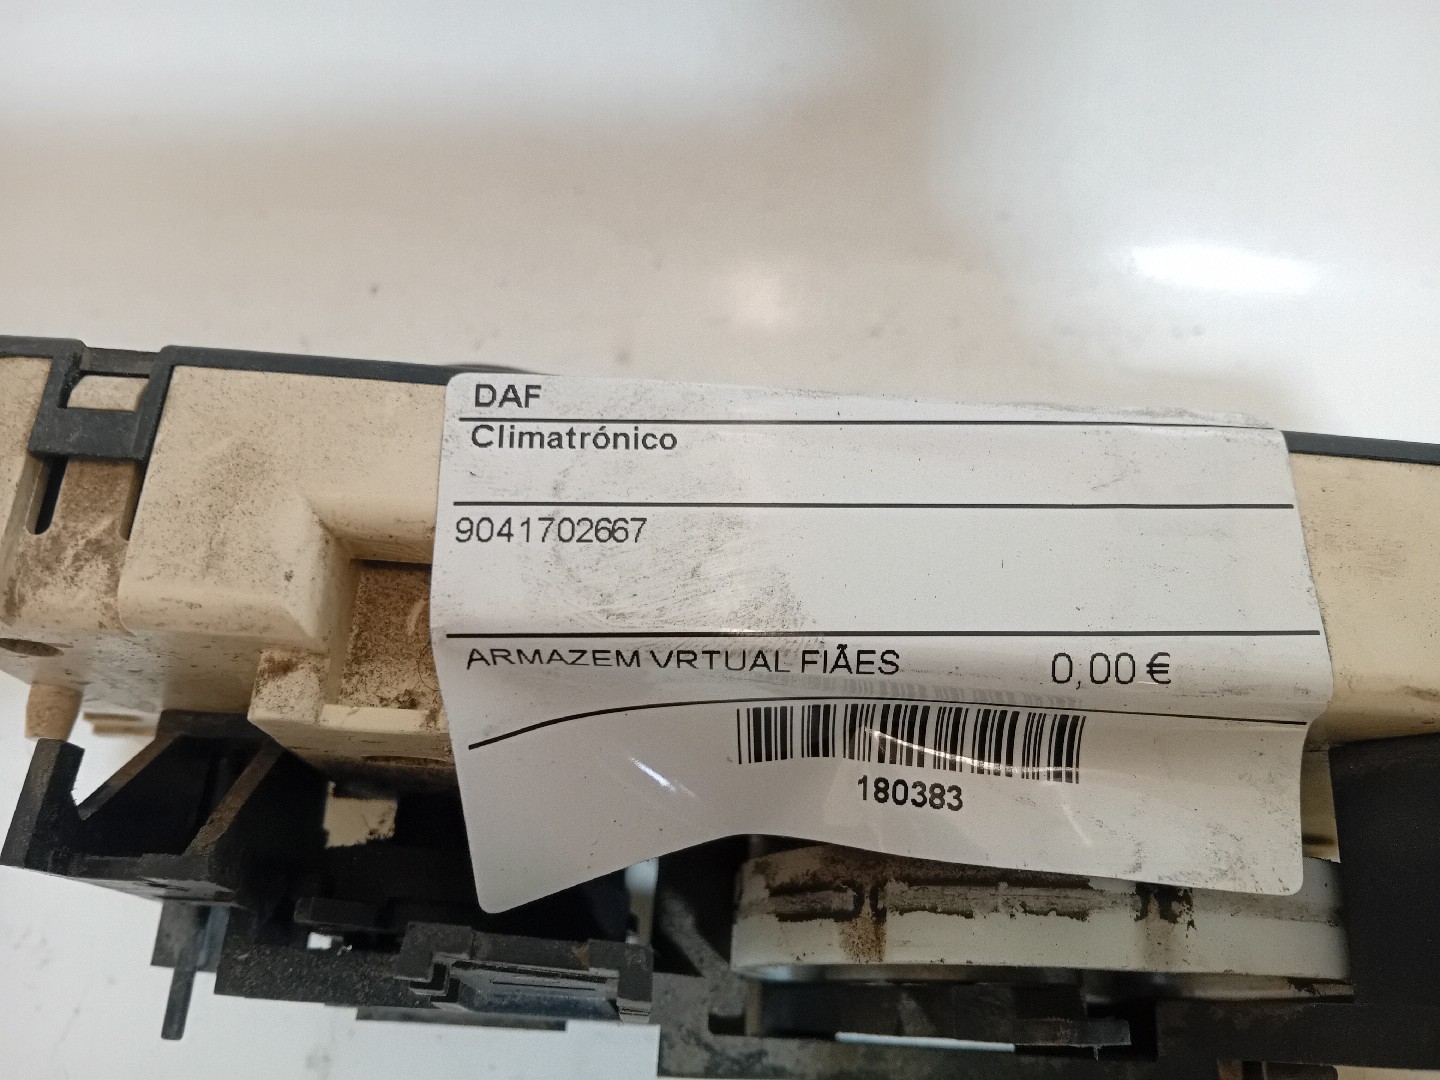 DAF
Climatrónico
9041702667
ARMAZEM VRTUAL FIÃES 0,00 €
180383